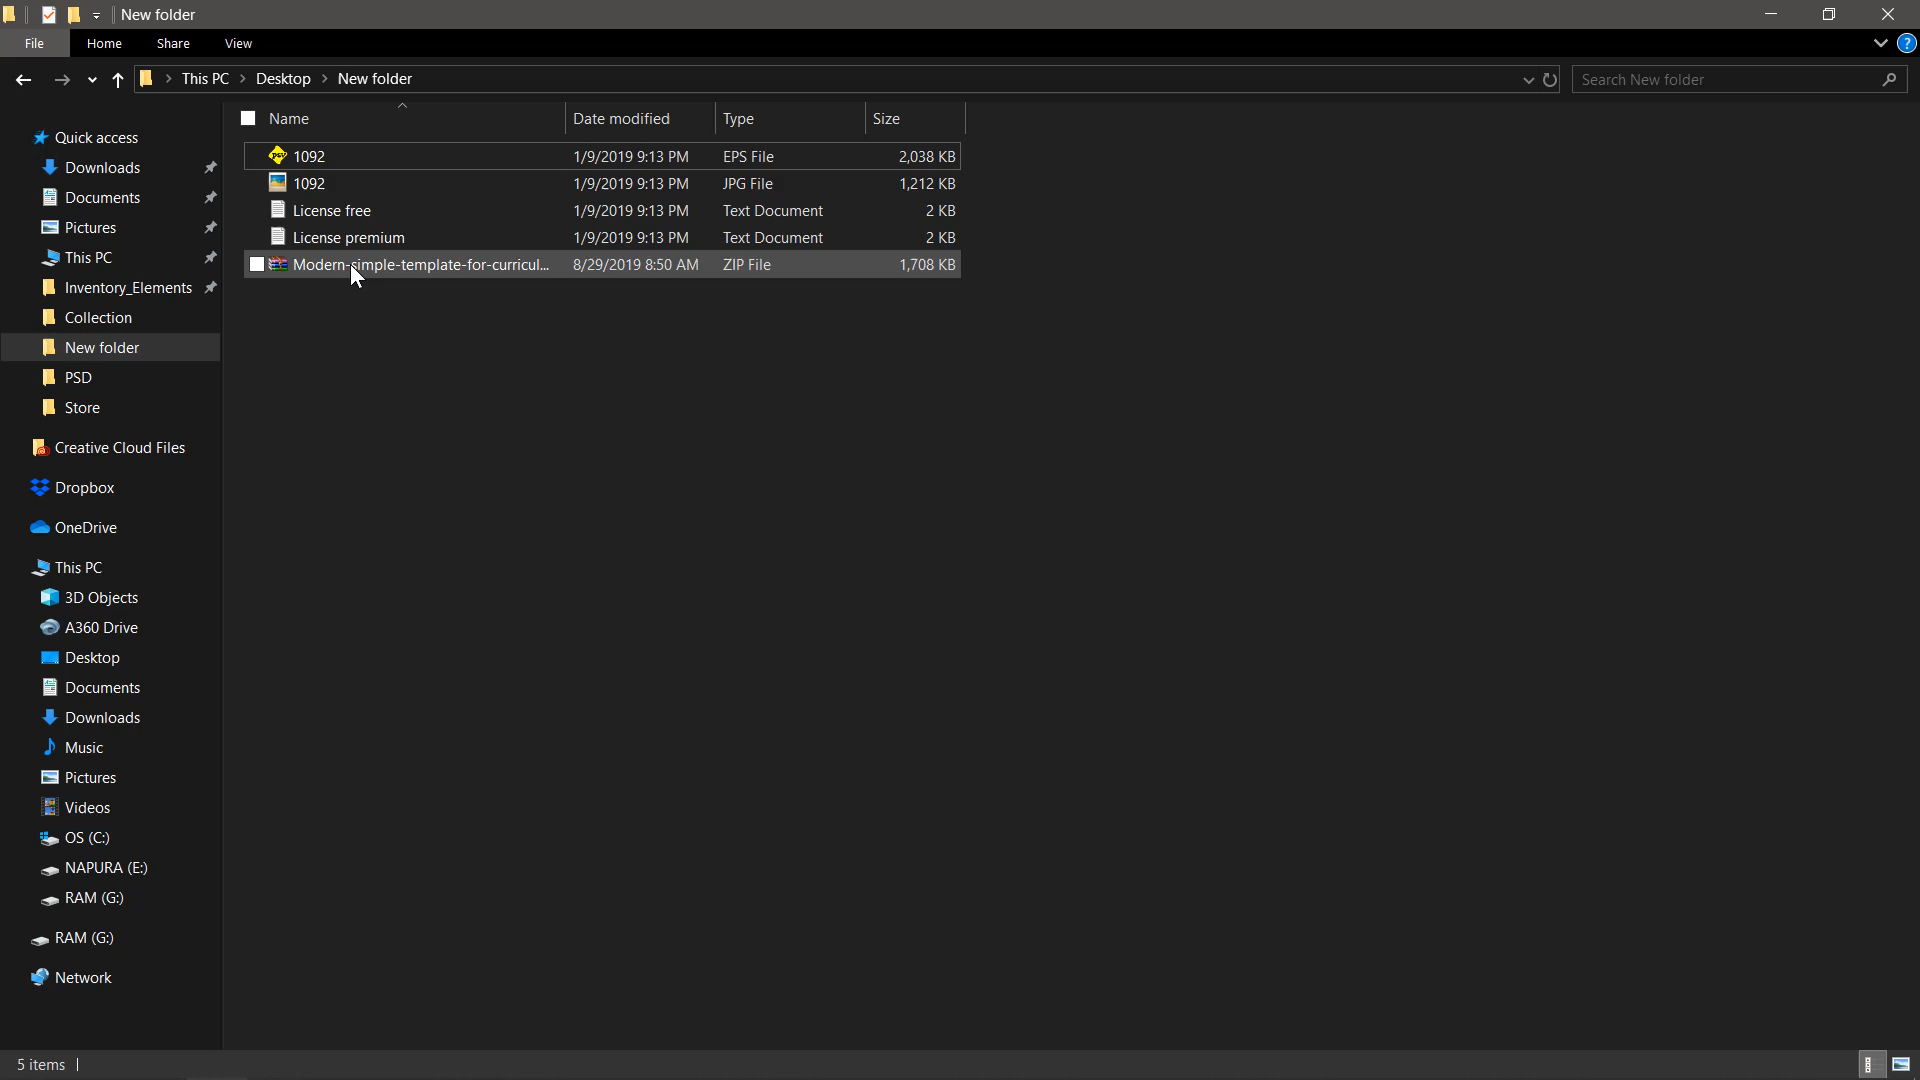 New folder
File Home Share View
This PC > Desktop > New folder Search New folder
Name Date modified Type Size
1092 1/9/2019 9:13 PM EPS File 2,038 KB
1092 1/9/2019 9:13 PM JPG File 1,212 KB
License free 1/9/2019 9:13 PM Text Document 2 KB
License premium 1/9/2019 9:13 PM Text Document 2 KB
Modern-simple-template-for-curricul... 8/29/2019 8:50 AM ZIP File 1,708 KB
Quick access
Downloads
Documents
Pictures
This PC
Inventory_Elements
Collection
New folder
PSD
Store
Creative Cloud Files
Dropbox
OneDrive
This PC
3D Objects
A360 Drive
Desktop
Documents
Downloads
Music
Pictures
Videos
OS (C:)
NAPURA (E:)
RAM (G:)
RAM (G:)
Network
5 items